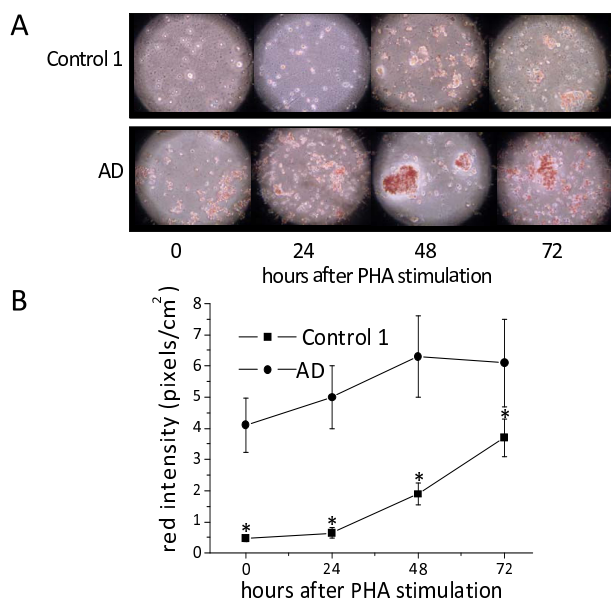 A
Control 1
AD
0 24 48 72
hours after PHA stimulation
B
red intensity (pixels/cm²)
8
7
6
5
4
3
2
1
0
Control 1
AD
*
*
*
*
0 24 48 72
hours after PHA stimulation